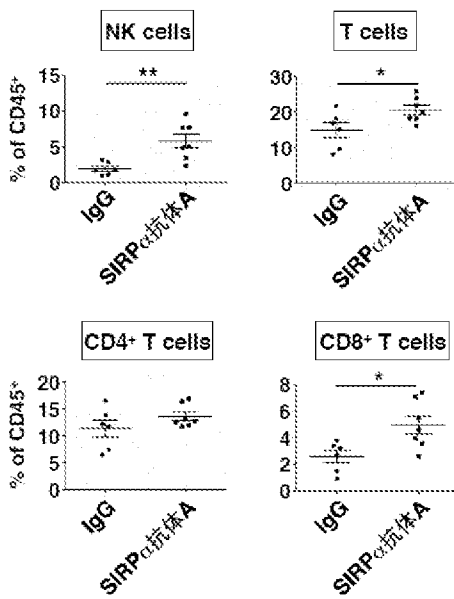 NK cells
T cells
**
*
% of CD45⁺
15
10
5
0
30
20
10
0
IgG
SIRPα抗体A
IgG
SIRPα抗体A
CD4⁺ T cells
CD8⁺ T cells
*
% of CD45⁺
20
15
10
5
0
8
6
4
2
0
IgG
SIRPα抗体A
IgG
SIRPα抗体A